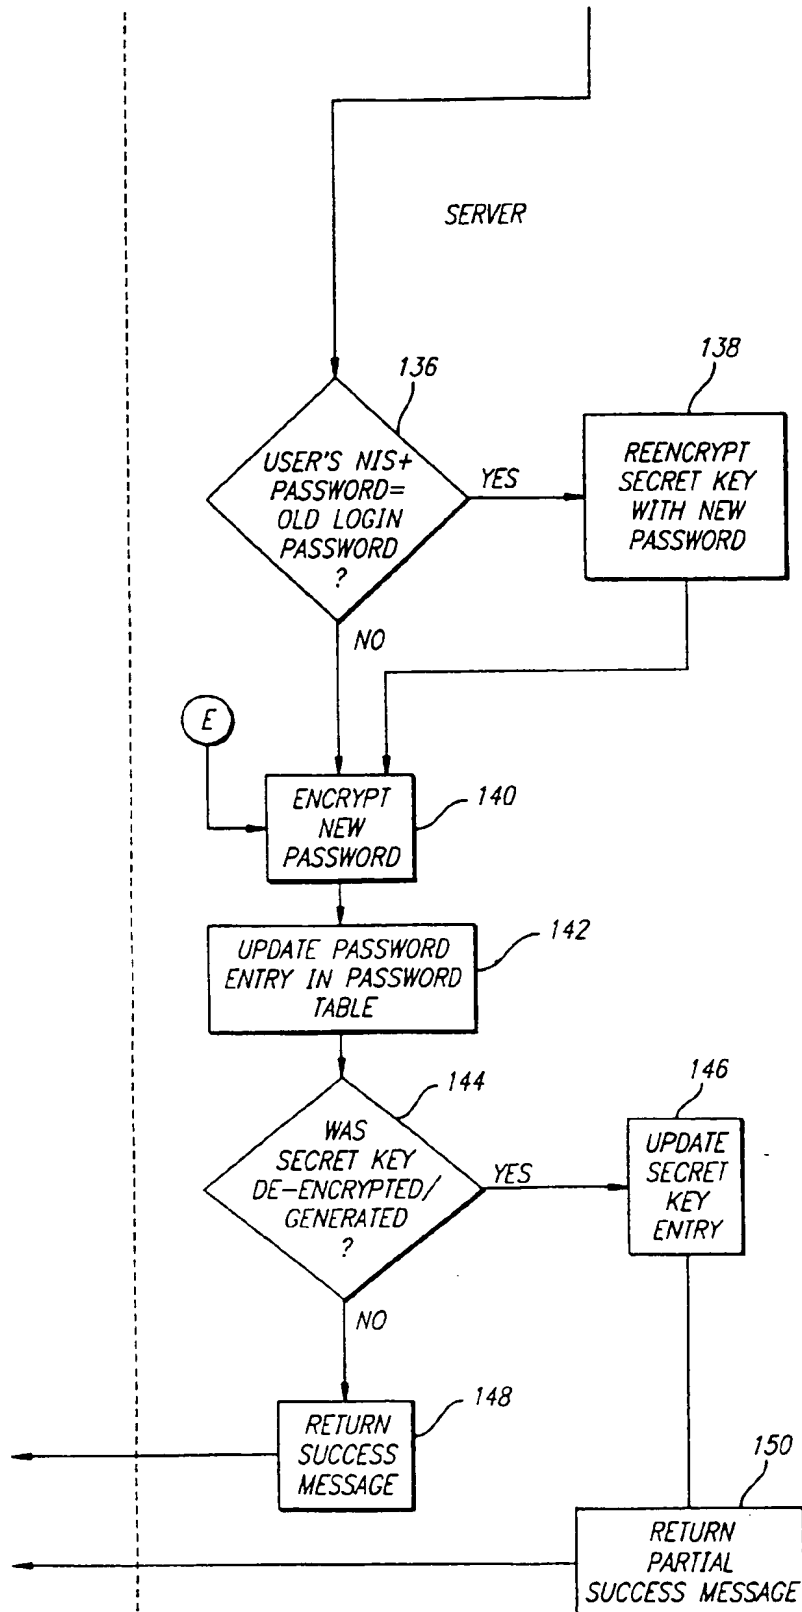 SERVER
136
138
USER'S NIS+
PASSWORD=
OLD LOGIN
PASSWORD
?
YES
REENCRYPT
SECRET KEY
WITH NEW
PASSWORD
NO
E
ENCRYPT
NEW
PASSWORD
140
UPDATE PASSWORD
ENTRY IN PASSWORD
TABLE
142
144
146
WAS
SECRET KEY
DE-ENCRYPTED/
GENERATED
?
YES
UPDATE
SECRET
KEY
ENTRY
NO
RETURN
SUCCESS
MESSAGE
148
150
RETURN
PARTIAL
SUCCESS MESSAGE